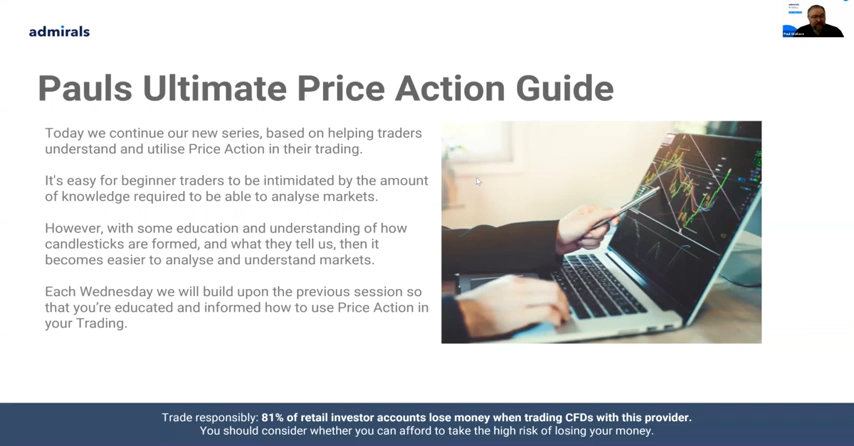 admirals
Paul Wallace
Pauls Ultimate Price Action Guide
Today we continue our new series, based on helping traders
understand and utilise Price Action in their trading.
It's easy for beginner traders to be intimidated by the amount
of knowledge required to be able to analyse markets.
However, with some education and understanding of how
candlesticks are formed, and what they tell us, then it
becomes easier to analyse and understand markets.
Each Wednesday we will build upon the previous session so
that you're educated and informed how to use Price Action in
your Trading.
Trade responsibly: 81% of retail investor accounts lose money when trading CFDs with this provider.
You should consider whether you can afford to take the high risk of losing your money.